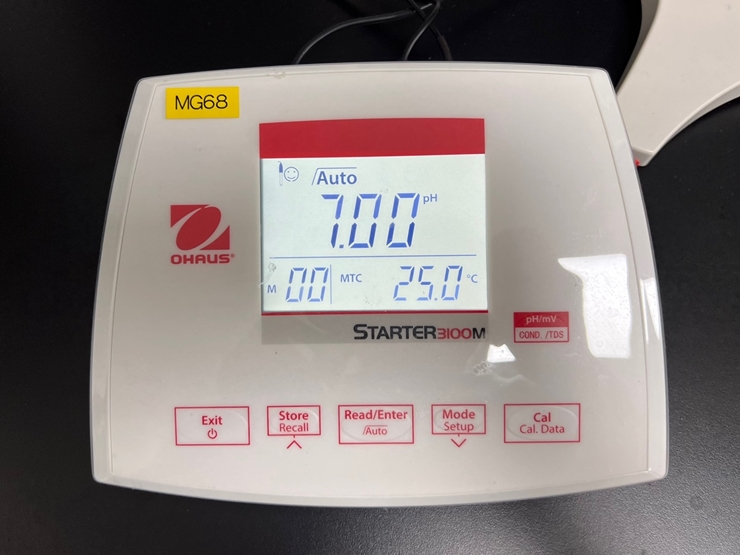 MG68
OHAUS®
/Auto
7.00 pH
M 00 MTC 25.0 °C
STARTER3100M
pH/mV
COND. /TDS
Exit
Store
Recall
Read/Enter
/Auto
Mode
Setup
Cal
Cal. Data